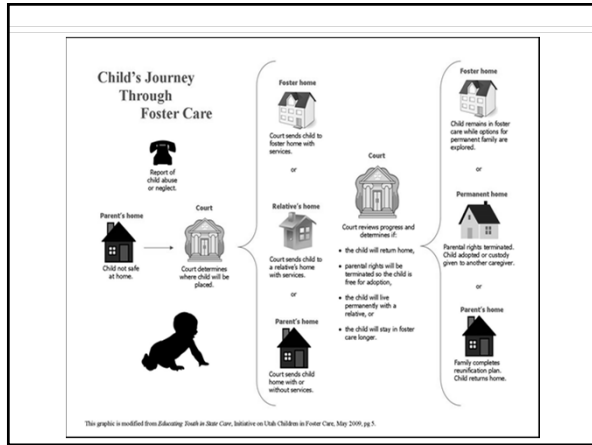 Child's Journey
Through
Foster Care
Report of
child abuse
or neglect.
Parent's home
Child not safe
at home.
Court
Court determines
where child will be
placed.
Foster home
Court sends child to
foster home with
services.
or
Relative's home
Court sends child to
a relative's home
with services.
or
Parent's home
Court sends child
home with or
without services.
Court
Court reviews progress and
determines if:
• the child will return home,
• parental rights will be
terminated so the child is
free for adoption,
• the child will live
permanently with a
relative, or
• the child will stay in foster
care longer.
Foster home
Child remains in foster
care while options for
permanent family are
explored.
or
Permanent home
Parental rights terminated.
Child adopted or custody
given to another caregiver.
or
Parent's home
Family completes
reunification plan.
Child returns home.
This graphic is modified from Educating Youth in State Care, Initiative on Utah Children in Foster Care, May 2009, pg 5.